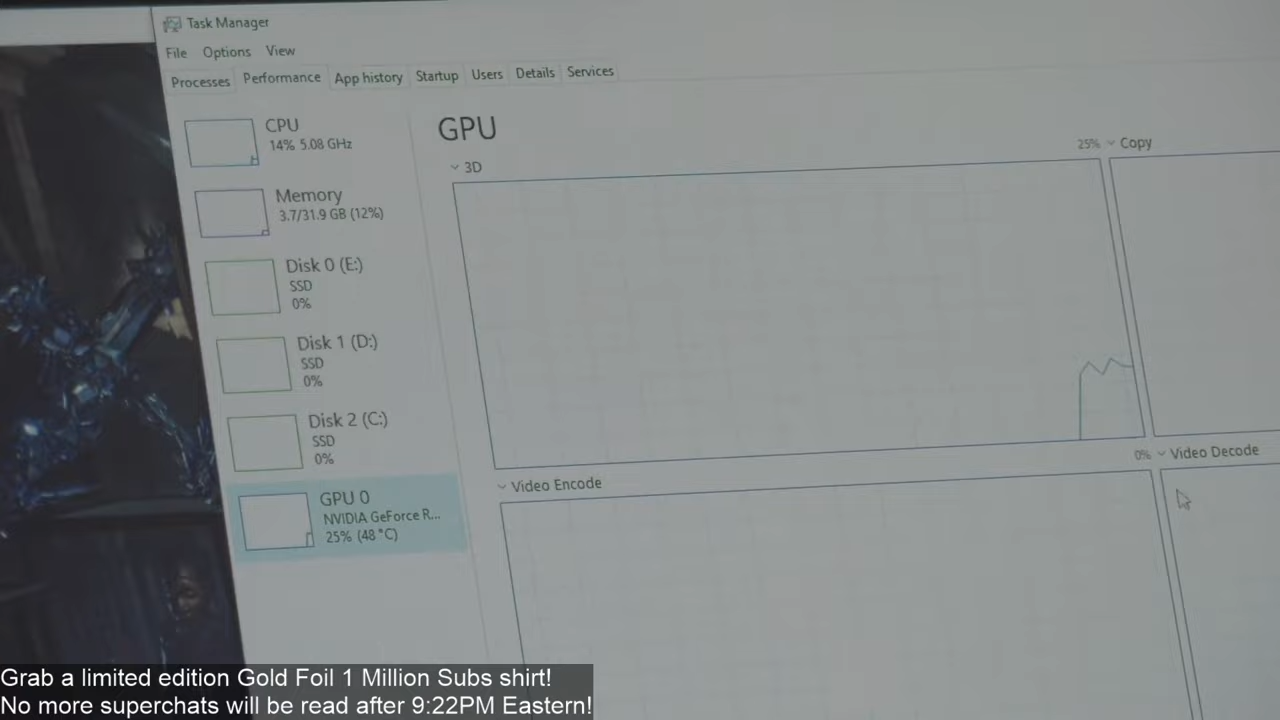 Task Manager
File Options View
Processes Performance App history Startup Users Details Services
CPU
14% 5.08 GHz
Memory
3.7/31.9 GB (12%)
Disk 0 (E:)
SSD
0%
Disk 1 (D:)
SSD
0%
Disk 2 (C:)
SSD
0%
GPU 0
NVIDIA GeForce R...
25% (48 °C)
GPU
3D
25%
Copy
Video Encode
0%
Video Decode
Grab a limited edition Gold Foil 1 Million Subs shirt!
No more superchats will be read after 9:22PM Eastern!